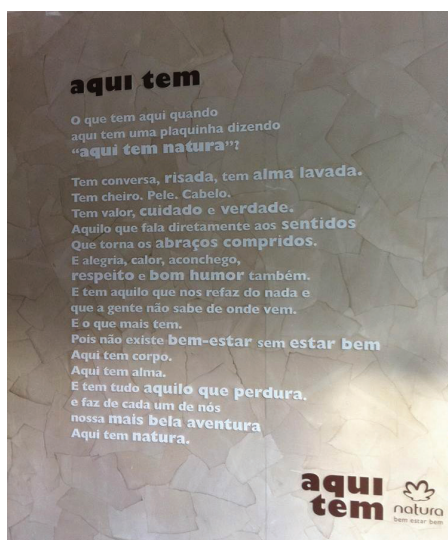 aqui tem
O que tem aqui quando
aqui tem uma plaquinha dizendo
“aqui tem natura”?
Tem conversa, risada, tem alma lavada.
Tem cheiro. Pele. Cabelo.
Tem valor, cuidado e verdade.
Aquilo que fala diretamente aos sentidos
Que torna os abraços compridos.
E alegria, calor, aconchego,
respeito e bom humor também.
E tem aquilo que nos refaz do nada e
que a gente não sabe de onde vem.
E o que mais tem.
Pois não existe bem-estar sem estar bem
Aqui tem corpo.
Aqui tem alma.
E tem tudo aquilo que perdura.
e faz de cada um de nós
nossa mais bela aventura
Aqui tem natura.
aqui
tem
natura
bem estar bem